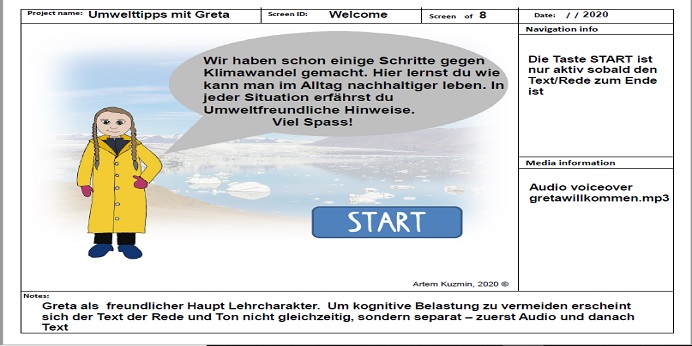 Project name: Umwelttipps mit Greta
Screen ID: Welcome
Screen of 8
Date: / / 2020
Wir haben schon einige Schritte gegen
Klimawandel gemacht. Hier lernst du wie
kann man im Alltag nachhaltiger leben. In
jeder Situation erfährst du
Umweltfreundliche Hinweise.
Viel Spass!
START
Artem Kuzmin, 2020 ®
Navigation info
Die Taste START ist
nur aktiv sobald den
Text/Rede zum Ende
ist
Media information
Audio voiceover
gretawillkommen.mp3
Notes:
Greta als freundlicher Haupt Lehrcharakter. Um kognitive Belastung zu vermeiden erscheint
sich der Text der Rede und Ton nicht gleichzeitig, sondern separat – zuerst Audio und danach
Text